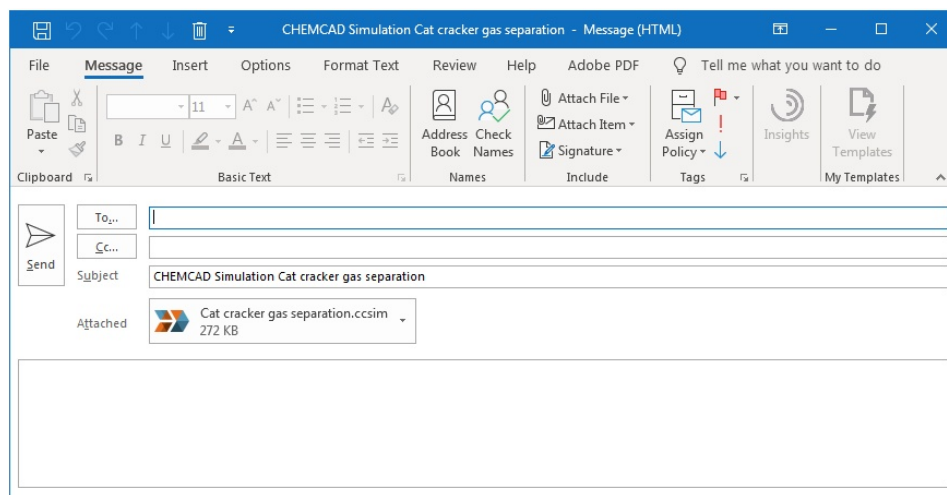 CHEMCAD Simulation Cat cracker gas separation - Message (HTML)
File Message Insert Options Format Text Review Help Adobe PDF Tell me what you want to do
Paste
11
A^ A˅
B I U A
Address Book
Check Names
Attach File
Attach Item
Signature
Assign Policy
Insights
View Templates
Clipboard Basic Text Names Include Tags My Templates
Send
To...
Cc...
Subject CHEMCAD Simulation Cat cracker gas separation
Attached Cat cracker gas separation.ccsim
272 KB